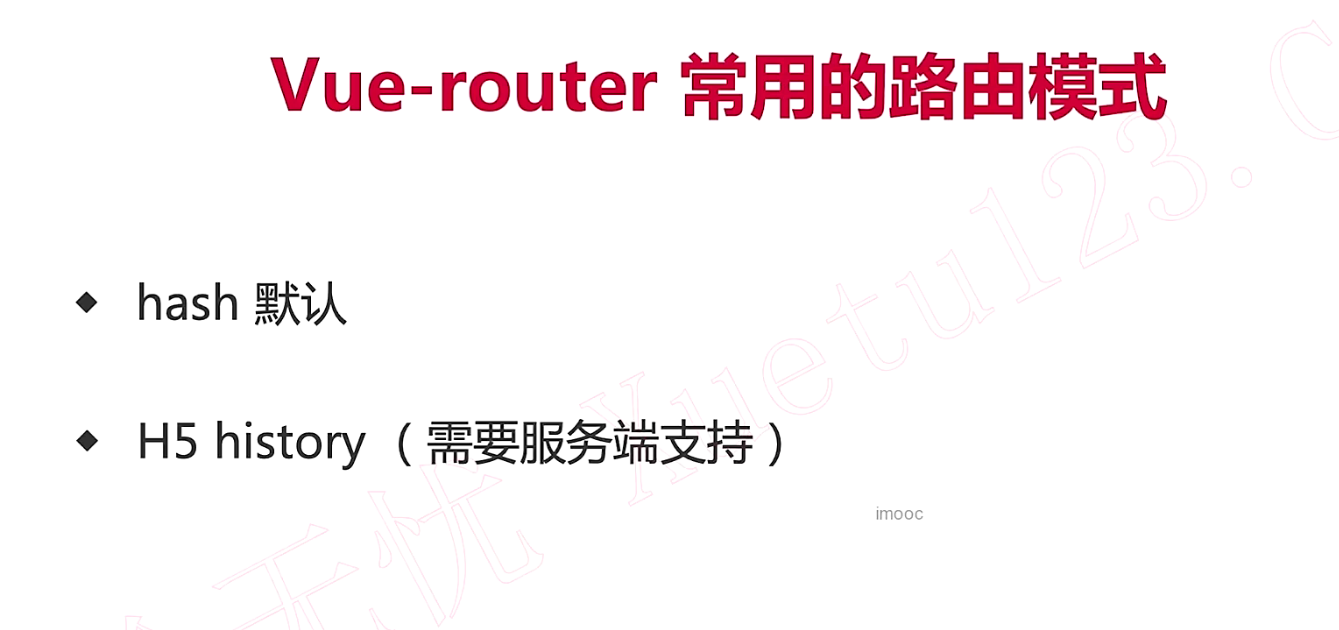 Vue-router 常用的路由模式
hash 默认
H5 history （需要服务端支持）
imooc
无忧 Xuetu123.C